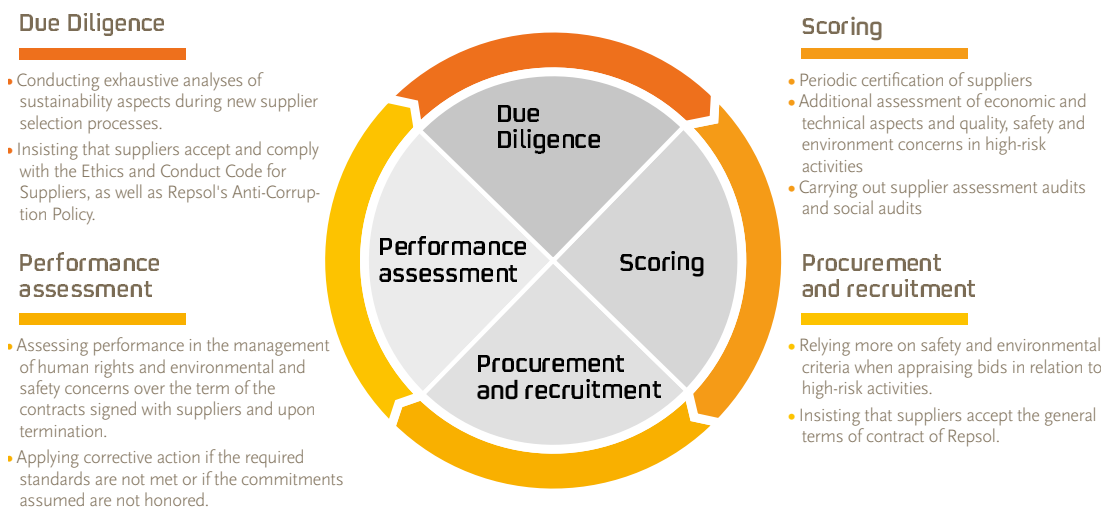 Due Diligence
• Conducting exhaustive analyses of
sustainability aspects during new supplier
selection processes.
• Insisting that suppliers accept and comply
with the Ethics and Conduct Code for
Suppliers, as well as Repsol's Anti-Corrup-
tion Policy.
Performance
assessment
• Assessing performance in the management
of human rights and environmental and
safety concerns over the term of the
contracts signed with suppliers and upon
termination.
• Applying corrective action if the required
standards are not met or if the commitments
assumed are not honored.
Due
Diligence
Performance
assessment
Scoring
Procurement
and recruitment
Scoring
• Periodic certification of suppliers
• Additional assessment of economic and
technical aspects and quality, safety and
environment concerns in high-risk
activities
• Carrying out supplier assessment audits
and social audits
Procurement
and recruitment
• Relying more on safety and environmental
criteria when appraising bids in relation to
high-risk activities.
• Insisting that suppliers accept the general
terms of contract of Repsol.